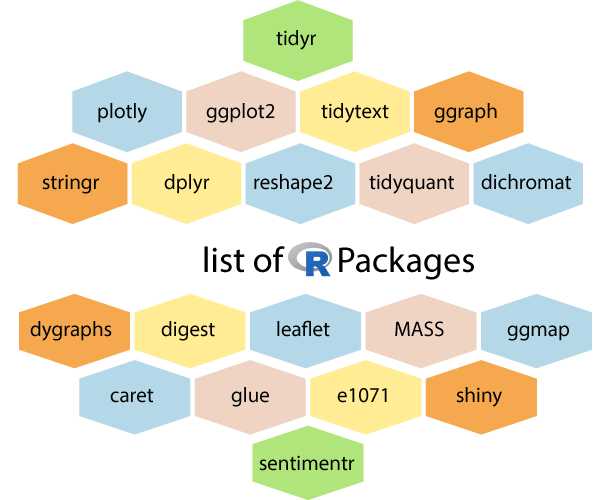 tidyr
plotly ggplot2 tidytext ggraph
stringr dplyr reshape2 tidyquant dichromat
list of R Packages
dygraphs digest leaflet MASS ggmap
caret glue e1071 shiny
sentimentr